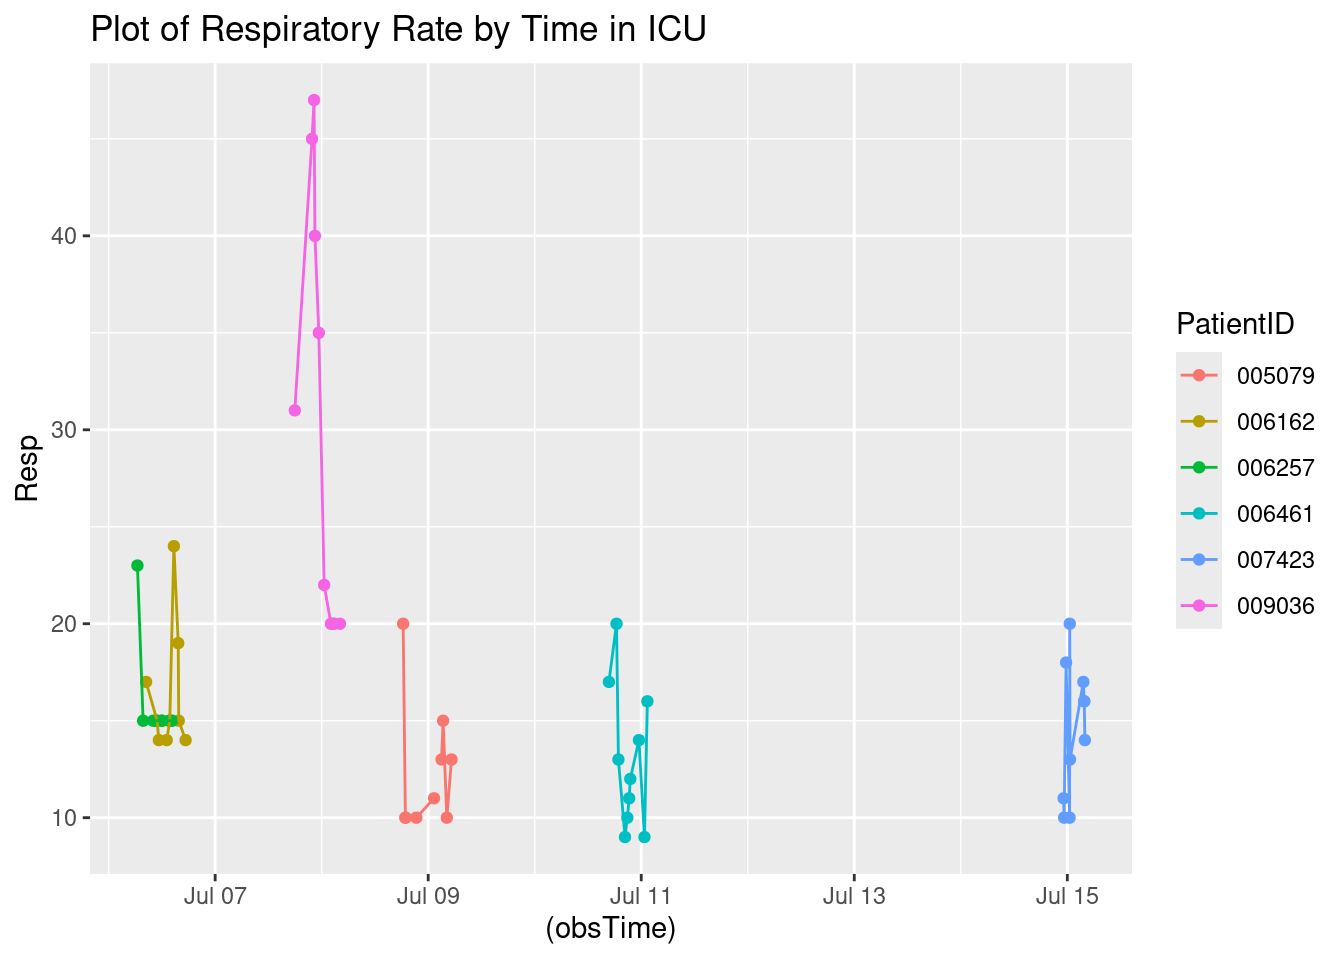 Plot of Respiratory Rate by Time in ICU
Resp
40
30
20
10
Jul 07
Jul 09
Jul 11
Jul 13
Jul 15
(obsTime)
PatientID
005079
006162
006257
006461
007423
009036